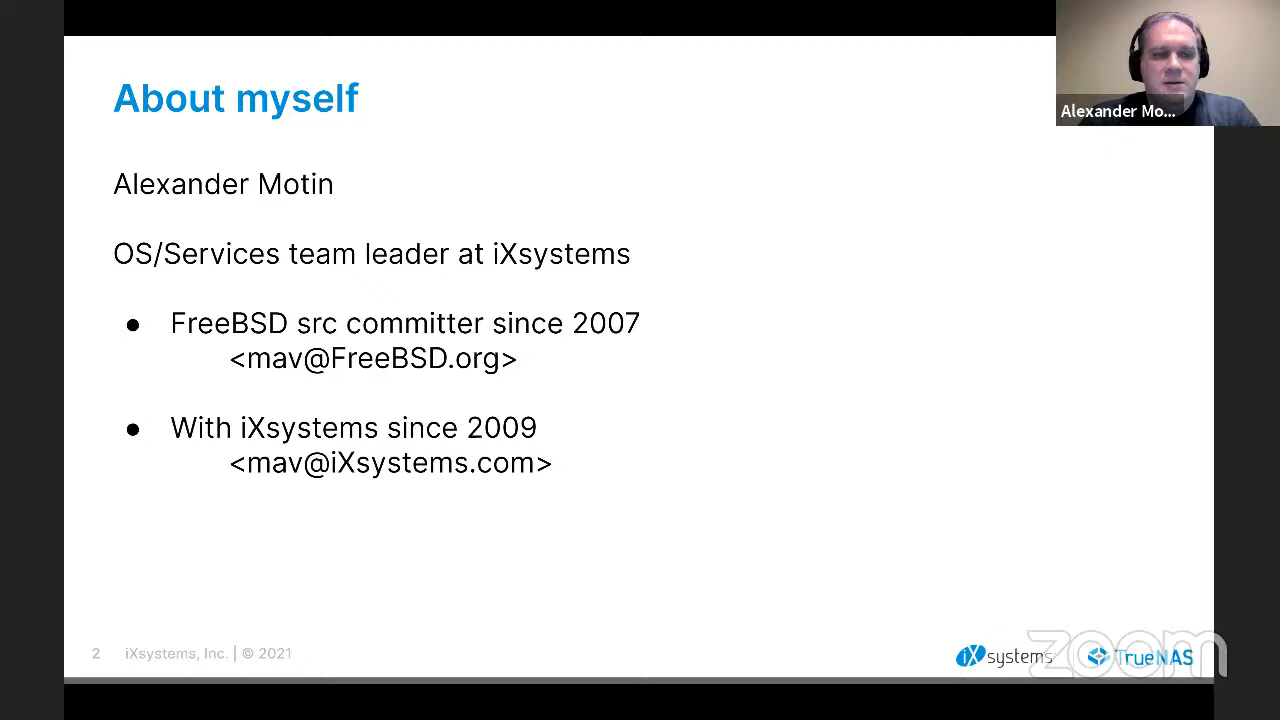 About myself
Alexander Mo...
Alexander Motin
OS/Services team leader at iXsystems
● FreeBSD src committer since 2007
<mav@FreeBSD.org>
● With iXsystems since 2009
<mav@iXsystems.com>
2 iXsystems, Inc. | © 2021
iXsystems
TrueNAS
zoom